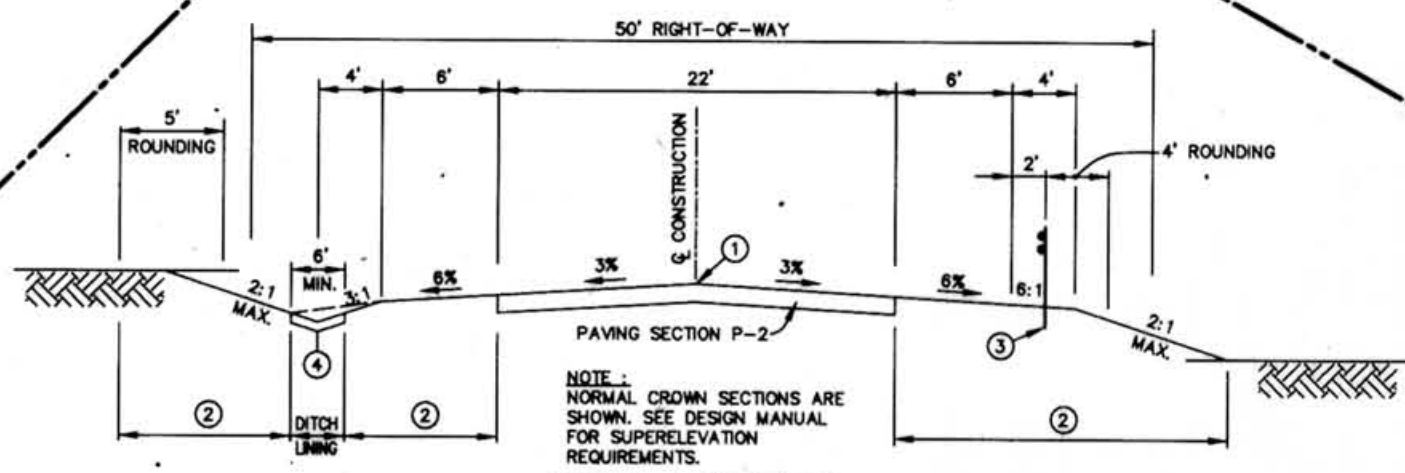 50' RIGHT-OF-WAY
4'
6'
22'
6'
4'
5'
ROUNDING
℄ CONSTRUCTION
2'
4' ROUNDING
6'
MIN.
2:1
MAX.
3:1
6%
3%
1
3%
6%
6:1
2:1
MAX.
PAVING SECTION P-2
3
4
NOTE :
NORMAL CROWN SECTIONS ARE
SHOWN. SEE DESIGN MANUAL
FOR SUPERELEVATION
REQUIREMENTS.
2
DITCH
LINING
2
2